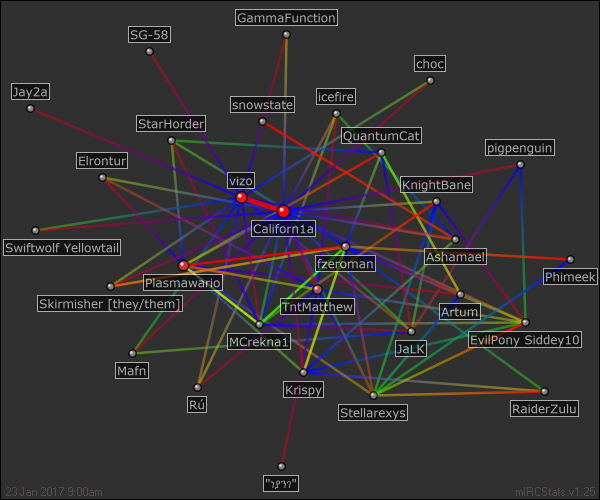 GammaFunction
SG-58
choc
Jay2a
icefire
snowstate
StarHorder
QuantumCat
pigpenguin
Elrontur
vizo
KnightBane
Californ1a
Swiftwolf Yellowtail
Ashamael
fzeroman
Phimeek
Plasmawario
Skirmisher [they/them]
TntMatthew
Artum
MCrekna1
JaLK
EvilPony Siddey10
Mafn
Krispy
Rú
Stellarexys
RaiderZulu
23 Jan 2017 9:00am
mIRCStats v1.25